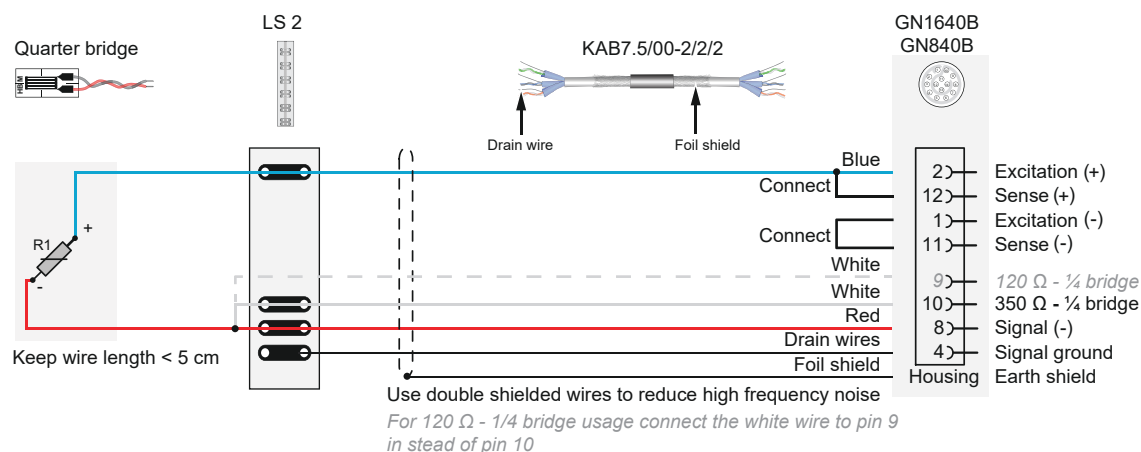 LS 2
GN1640B
GN840B
Quarter bridge
KAB7.5/00-2/2/2
HBM
Drain wire
Foil shield
Blue
2
Excitation (+)
Connect
12
Sense (+)
1
Excitation (-)
Connect
11
Sense (-)
R1
+
-
White
9
120 Ω - ¼ bridge
White
10
350 Ω - ¼ bridge
Red
8
Signal (-)
Keep wire length < 5 cm
Drain wires
4
Signal ground
Foil shield
Housing
Earth shield
Use double shielded wires to reduce high frequency noise
For 120 Ω - 1/4 bridge usage connect the white wire to pin 9
in stead of pin 10